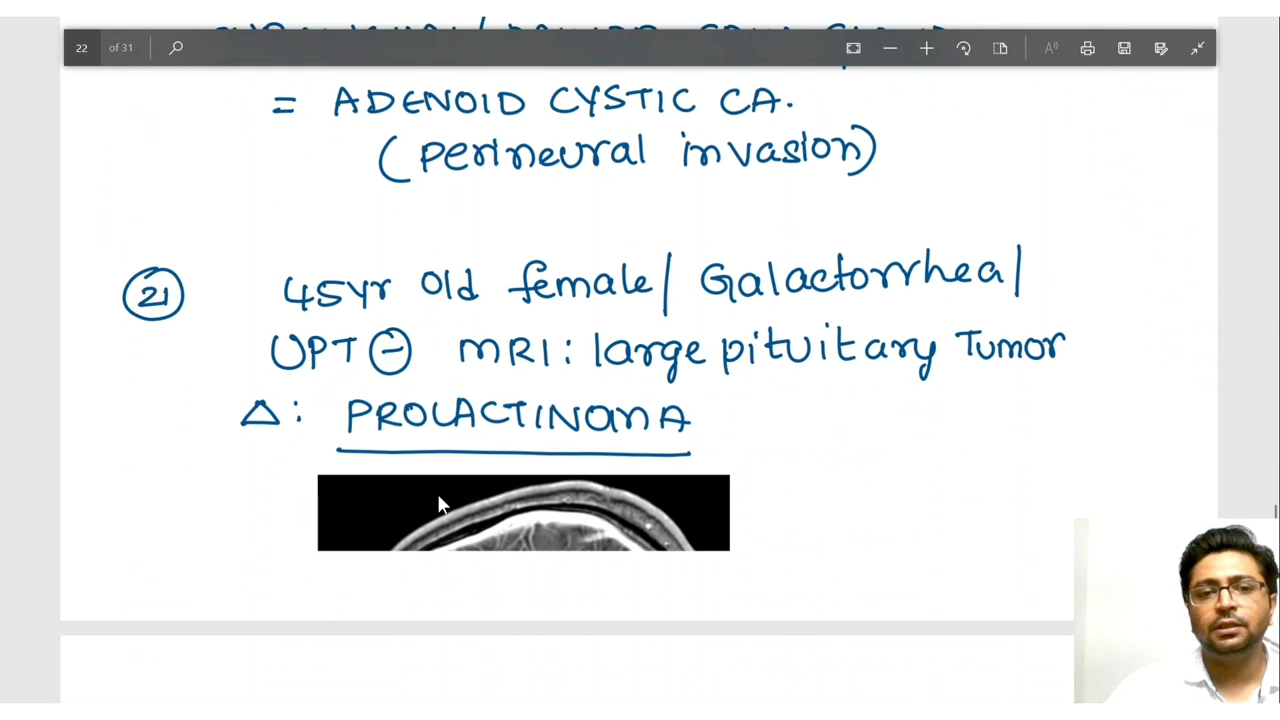 22 of 31
= ADENOID CYSTIC CA.
(Perineural invasion)
21 45yr Old female/ Galactorrhea/
UPT ⊖ MRI: large pituitary Tumor
Δ: PROLACTINOMA